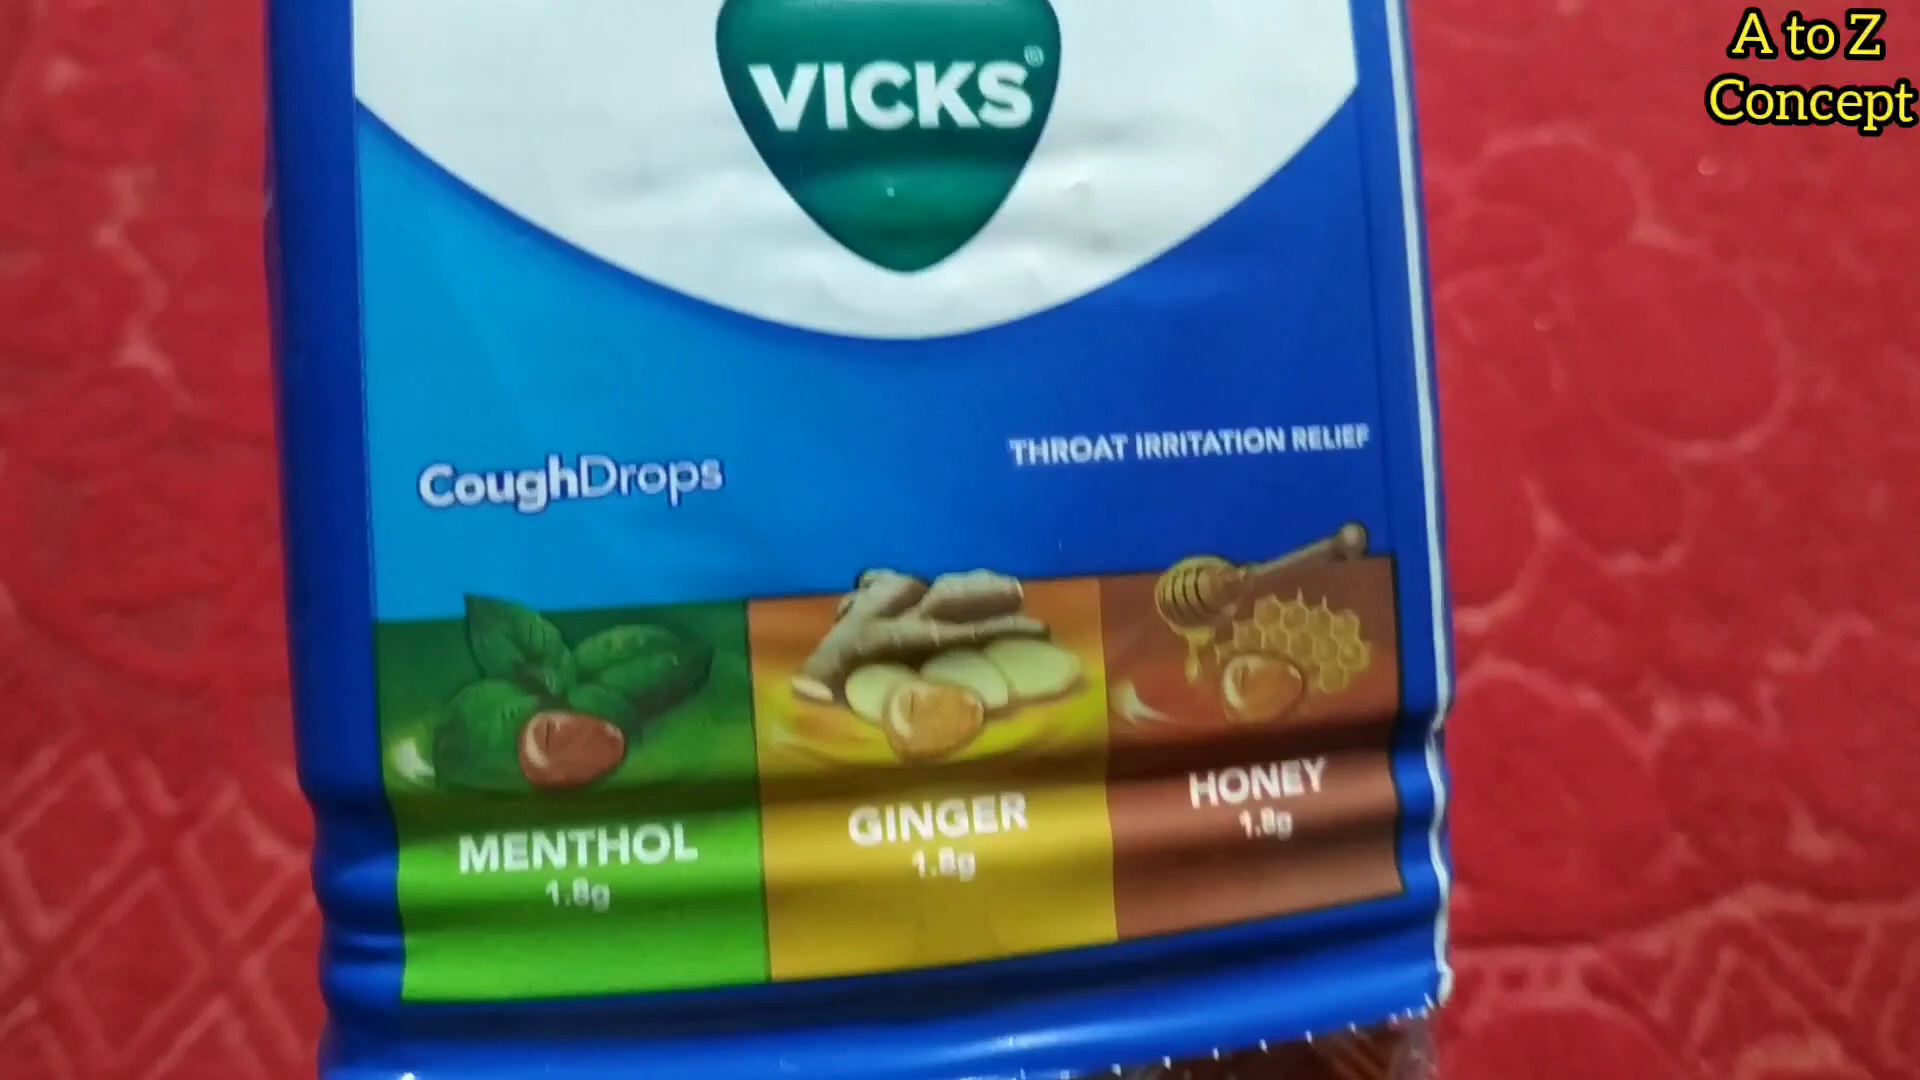 A to Z
Concept
VICKS®
CoughDrops
THROAT IRRITATION RELIEF
MENTHOL
1.8g
GINGER
1.8g
HONEY
1.8g